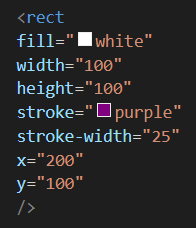 <rect
fill="white"
width="100"
height="100"
stroke="purple"
stroke-width="25"
x="200"
y="100"
/>